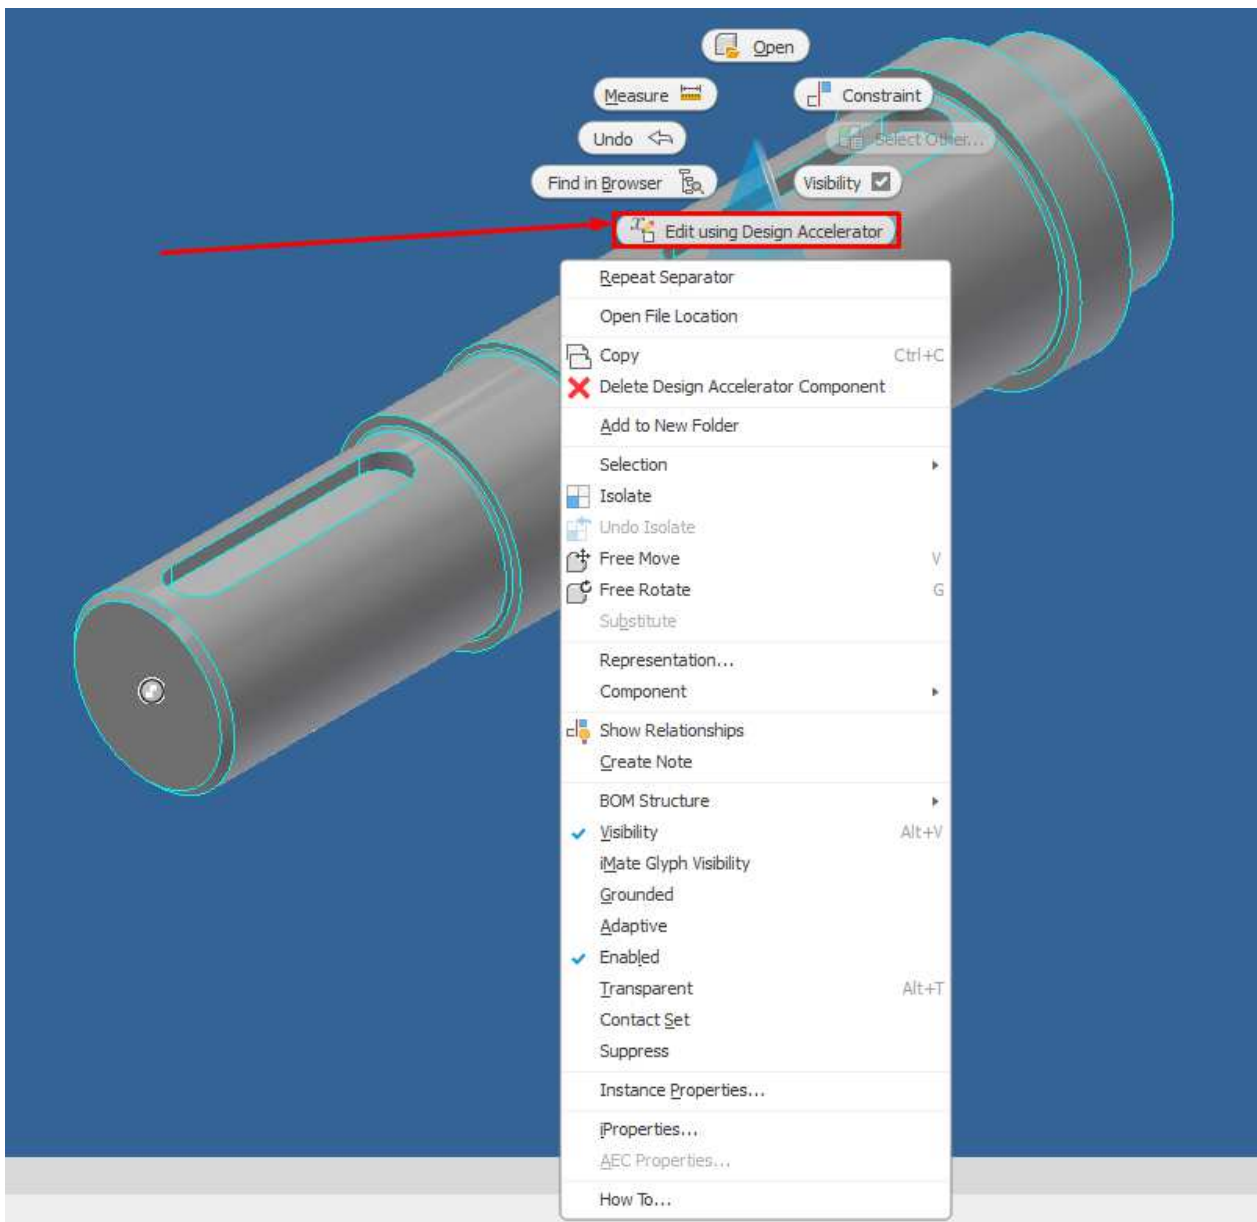 Open
Measure
Constraint
Undo
Select Other...
Find in Browser
Visibility
Edit using Design Accelerator
Repeat Separator
Open File Location
Copy Ctrl+C
Delete Design Accelerator Component
Add to New Folder
Selection
Isolate
Undo Isolate
Free Move V
Free Rotate G
Substitute
Representation...
Component
Show Relationships
Create Note
BOM Structure
Visibility Alt+V
iMate Glyph Visibility
Grounded
Adaptive
Enabled
Transparent Alt+T
Contact Set
Suppress
Instance Properties...
iProperties...
AEC Properties...
How To...